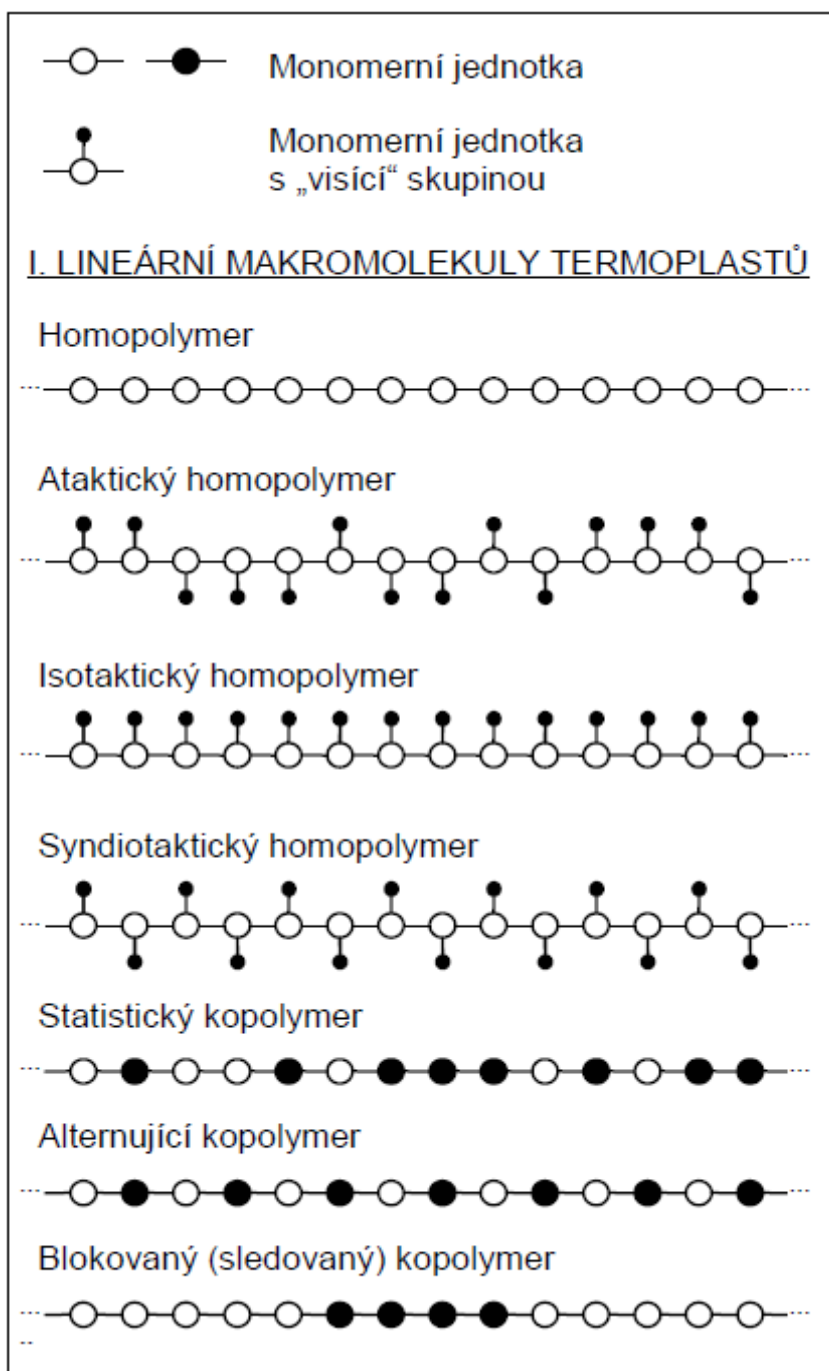 Monomerní jednotka
Monomerní jednotka
s „visící“ skupinou
I. LINEÁRNÍ MAKROMOLEKULY TERMOPLASTŮ
Homopolymer
Ataktický homopolymer
Isotaktický homopolymer
Syndiotaktický homopolymer
Statistický kopolymer
Alternující kopolymer
Blokovaný (sledovaný) kopolymer